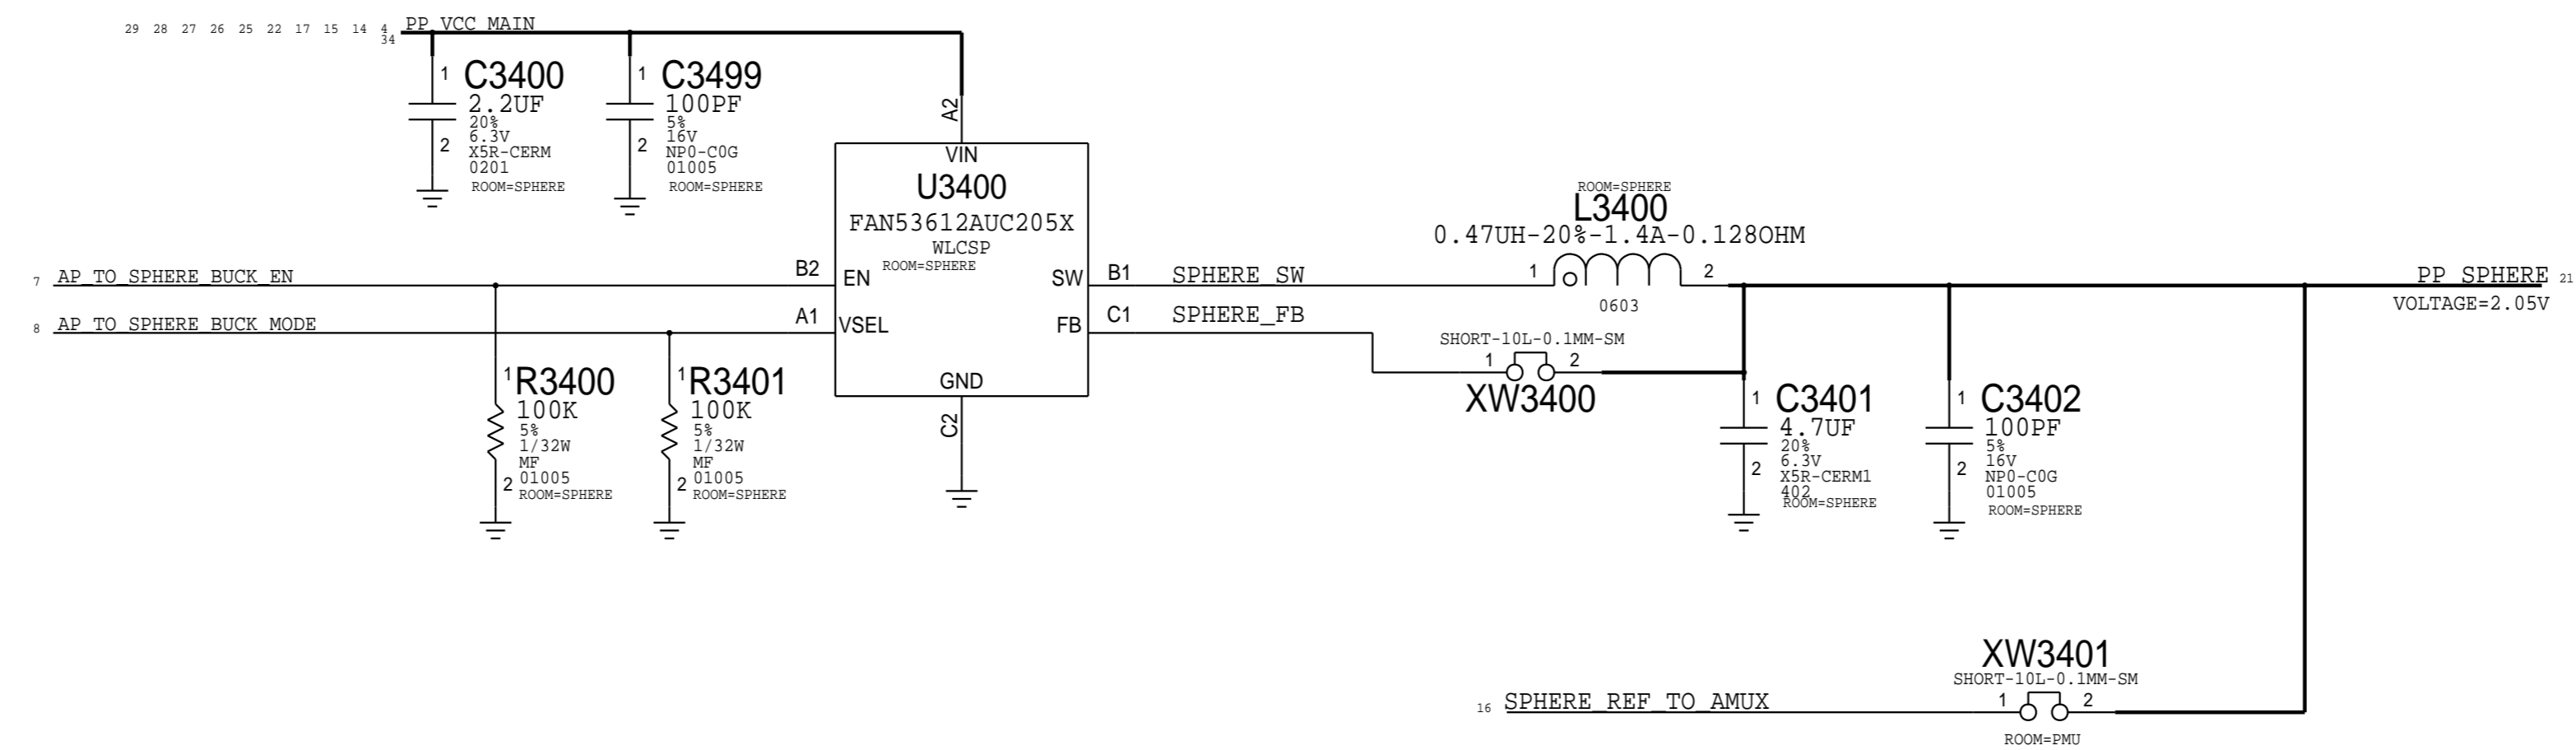 29 28 27 26 25 22 17 15 14 4
34
PP_VCC_MAIN
1
C3400
2.2UF
20%
6.3V
2
X5R-CERM
0201
ROOM=SPHERE
1
C3499
100PF
5%
16V
2
NP0-C0G
01005
ROOM=SPHERE
A2
VIN
U3400
FAN53612AUC205X
WLCSP
ROOM=SPHERE
B2
EN
SW
B1
SPHERE_SW
7 AP_TO_SPHERE_BUCK_EN
A1
VSEL
FB
C1
SPHERE_FB
8 AP_TO_SPHERE_BUCK_MODE
GND
C2
1
R3400
100K
5%
1/32W
MF
01005
2
ROOM=SPHERE
1
R3401
100K
5%
1/32W
MF
01005
2
ROOM=SPHERE
ROOM=SPHERE
L3400
0.47UH-20%-1.4A-0.128OHM
1
2
0603
SHORT-10L-0.1MM-SM
1
2
XW3400
PP_SPHERE 21
VOLTAGE=2.05V
1
C3401
4.7UF
20%
6.3V
2
X5R-CERM1
402
ROOM=SPHERE
1
C3402
100PF
5%
16V
2
NP0-C0G
01005
ROOM=SPHERE
XW3401
SHORT-10L-0.1MM-SM
16 SPHERE_REF_TO_AMUX
1
2
ROOM=PMU